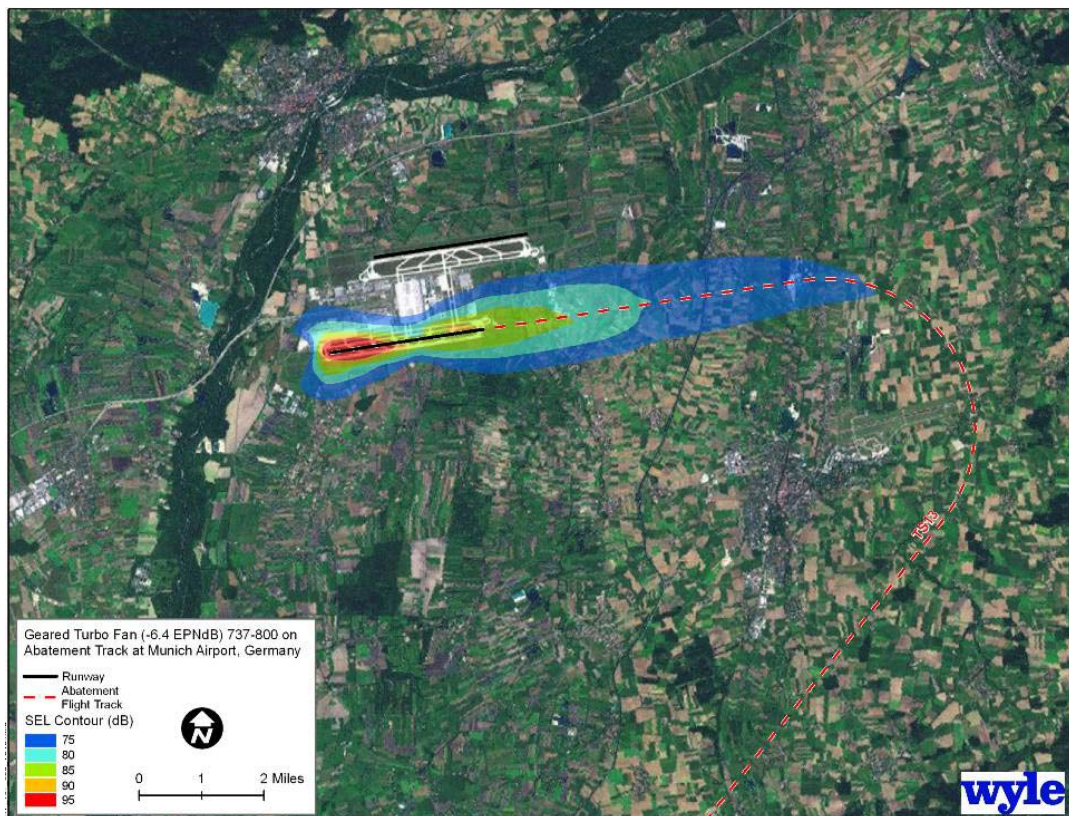 TS13
Geared Turbo Fan (-6.4 EPNdB) 737-800 on
Abatement Track at Munich Airport, Germany
Runway
Abatement
Flight Track
SEL Contour (dB)
75
80
85
90
95
N
0 1 2 Miles
wyle